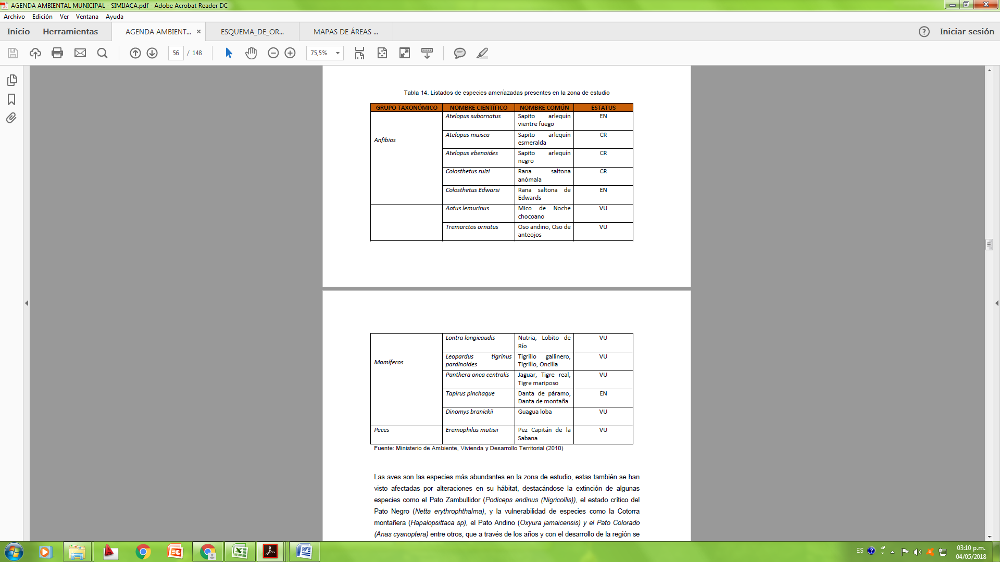 AGENDA AMBIENTAL MUNICIPAL - SIMIJACA.pdf - Adobe Acrobat Reader DC
Archivo Edición Ver Ventana Ayuda
Inicio Herramientas AGENDA AMBIENT... × ESQUEMA_DE_OR... MAPAS DE ÁREAS ... Iniciar sesión
56 / 148 75,5%
Tabla 14. Listados de especies amenazadas presentes en la zona de estudio
GRUPO TAXONÓMICO NOMBRE CIENTÍFICO NOMBRE COMÚN ESTATUS
Atelopus subornatus Sapito arlequín EN
vientre fuego
Atelopus muisca Sapito arlequín CR
Anfibios
esmeralda
Atelopus ebenoides Sapito arlequín CR
negro
Colosthetus ruizi Rana saltona CR
anómala
Colosthetus Edwarsi Rana saltona de EN
Edwards
Aotus lemurinus Mico de Noche VU
chocoano
Tremarctos ornatus Oso andino, Oso de VU
anteojos
Lontra longicaudis Nutria, Lobito de VU
Río
Leopardus tigrinus Tigrillo gallinero, VU
Mamíferos
pardinoides Tigrillo, Oncilla
Panthera onca centralis Jaguar, Tigre real, VU
Tigre mariposo
Tapirus pinchaque Danta de páramo, EN
Danta de montaña
Dinomys branickii Guagua loba VU
Peces Eremophilus mutisii Pez Capitán de la VU
Sabana
Fuente: Ministerio de Ambiente, Vivienda y Desarrollo Territorial (2010)
Las aves son las especies más abundantes en la zona de estudio, estas también se han
visto afectadas por alteraciones en su hábitat, destacándose la extinción de algunas
especies como el Pato Zambullidor (Podiceps andinus (Nigricollis)), el estado crítico del
Pato Negro (Netta erythrophthalma), y la vulnerabilidad de especies como la Cotorra
montañera (Hapalopsittaca sp), el Pato Andino (Oxyura jamaicensis) y el Pato Colorado
(Anas cyanoptera) entre otros, que a través de los años y con el desarrollo de la región se
ES 03:10 p.m.
04/05/2018